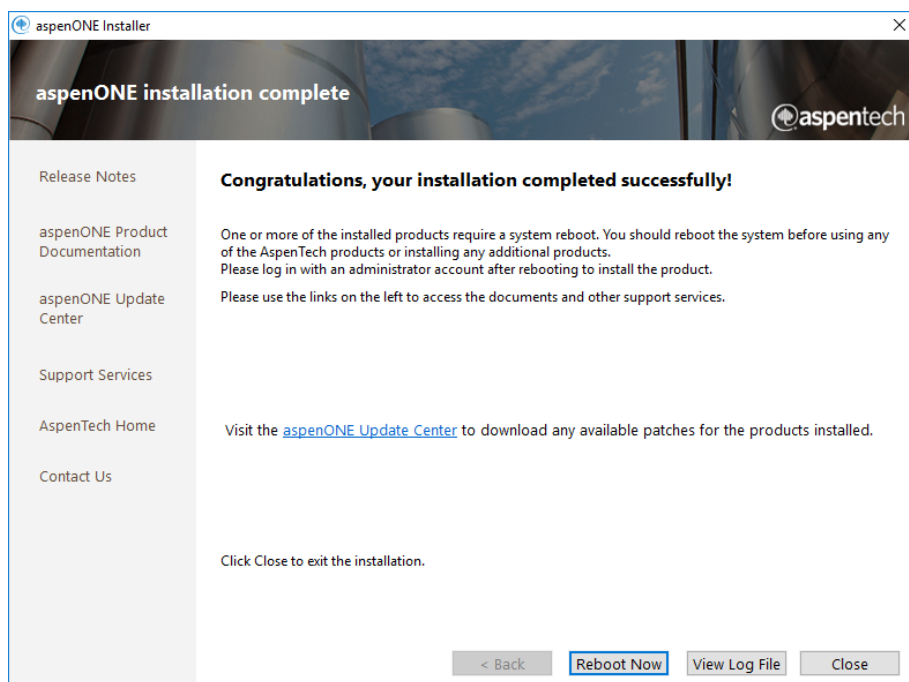 aspenONE Installer
aspenONE installation complete
aspentech
Release Notes
aspenONE Product
Documentation
aspenONE Update
Center
Support Services
AspenTech Home
Contact Us
Congratulations, your installation completed successfully!
One or more of the installed products require a system reboot. You should reboot the system before using any
of the AspenTech products or installing any additional products.
Please log in with an administrator account after rebooting to install the product.
Please use the links on the left to access the documents and other support services.
Visit the aspenONE Update Center to download any available patches for the products installed.
Click Close to exit the installation.
< Back
Reboot Now
View Log File
Close